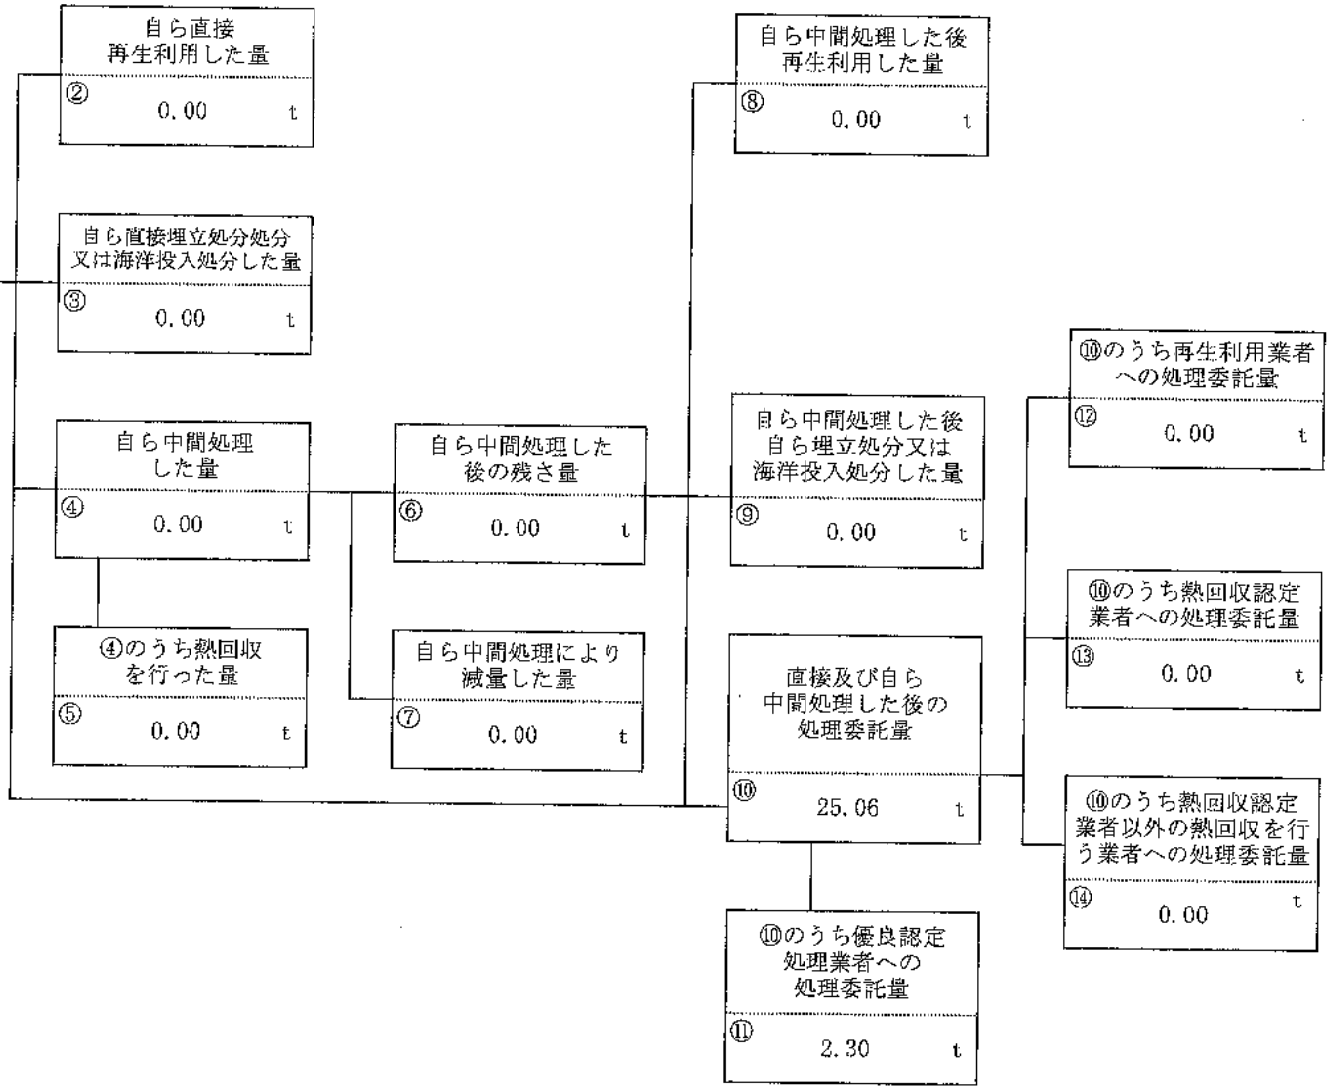 自ら直接
再生利用した量
② 0.00 t
自ら直接埋立処分処分
又は海洋投入処分した量
③ 0.00 t
自ら中間処理
した量
④ 0.00 t
④のうち熱回収
を行った量
⑤ 0.00 t
自ら中間処理した
後の残さ量
⑥ 0.00 t
自ら中間処理により
減量した量
⑦ 0.00 t
自ら中間処理した後
再生利用した量
⑧ 0.00 t
自ら中間処理した後
自ら埋立処分又は
海洋投入処分した量
⑨ 0.00 t
直接及び自ら
中間処理した後の
処理委託量
⑩ 25.06 t
⑩のうち優良認定
処理業者への
処理委託量
⑪ 2.30 t
⑩のうち再生利用業者
への処理委託量
⑫ 0.00 t
⑩のうち熱回収認定
業者への処理委託量
⑬ 0.00 t
⑩のうち熱回収認定
業者以外の熱回収を行
う業者への処理委託量
⑭ 0.00 t